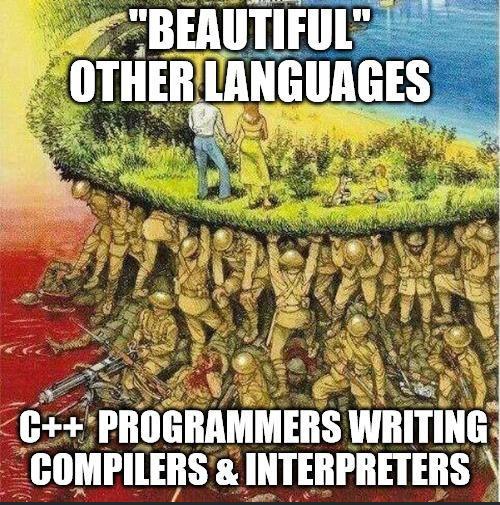 "BEAUTIFUL"
OTHER LANGUAGES
C++ PROGRAMMERS WRITING
COMPILERS & INTERPRETERS